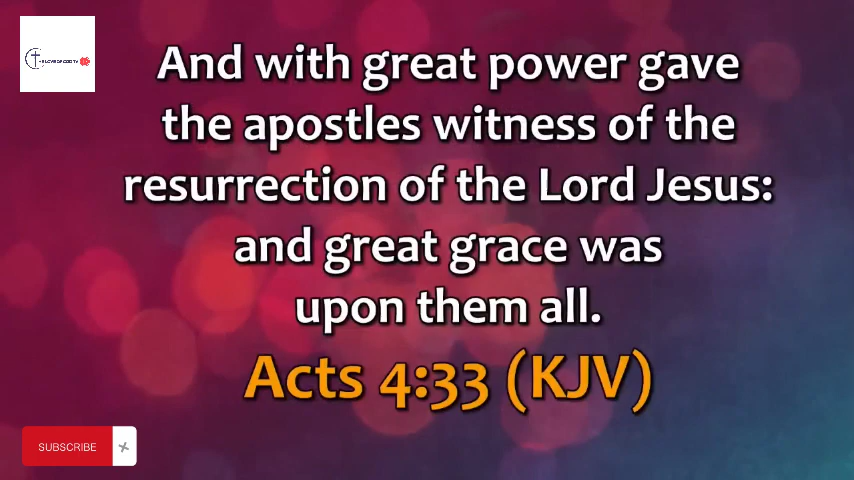 And with great power gave
the apostles witness of the
resurrection of the Lord Jesus:
and great grace was
upon them all.
Acts 4:33 (KJV)
SUBSCRIBE